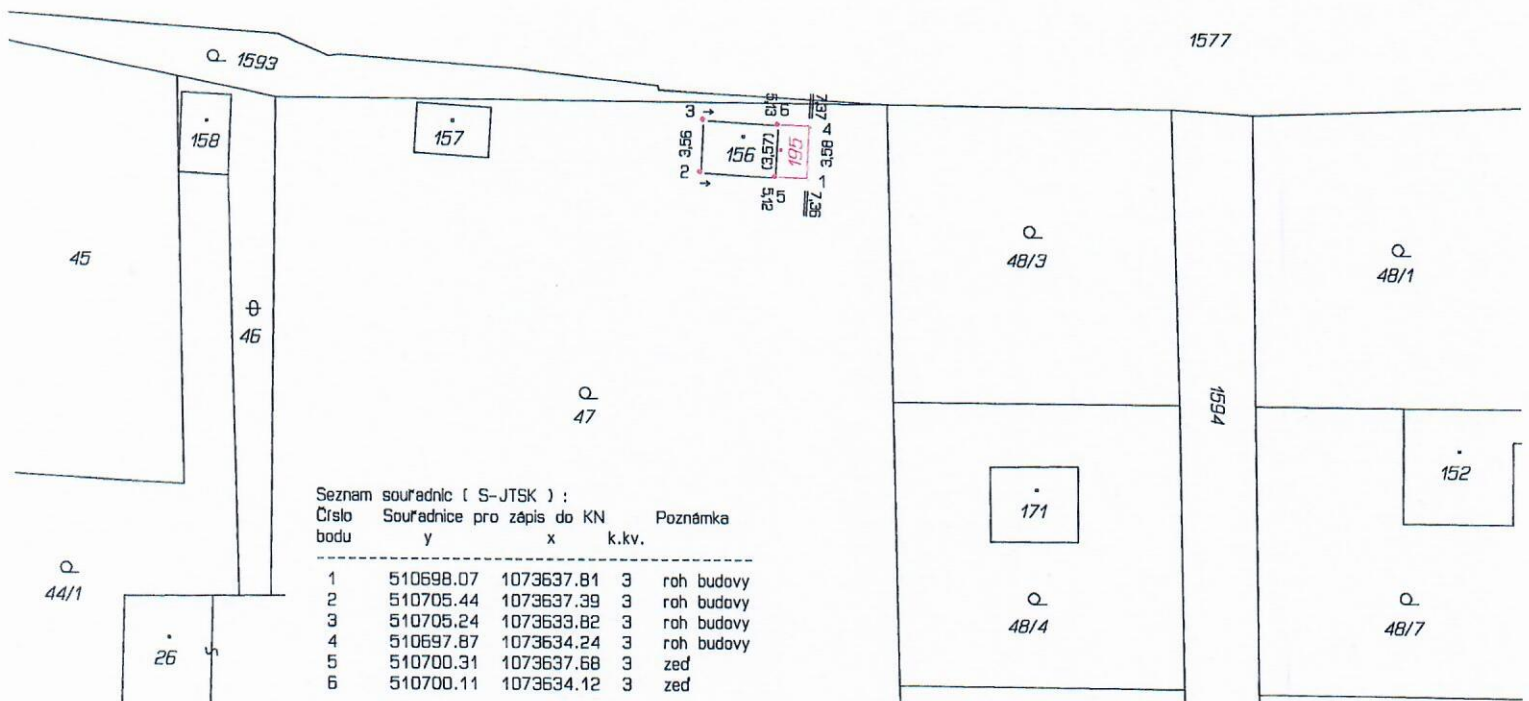 1577
1593
3 5,13 6 7,37
158
157
3,56 156 (3,57) 195 4 3,58
2 5,12 5 7,36 1
45
48/3
48/1
46
47
1594
152
171
Seznam souřadnic ( S-JTSK ) :
Číslo Souřadnice pro zápis do KN Poznámka
bodu y x k.kv.
1 510698.07 1073637.81 3 roh budovy
2 510705.44 1073637.39 3 roh budovy
3 510705.24 1073633.82 3 roh budovy
4 510697.87 1073634.24 3 roh budovy
5 510700.31 1073637.68 3 zeď
6 510700.11 1073634.12 3 zeď
44/1
48/4
48/7
26